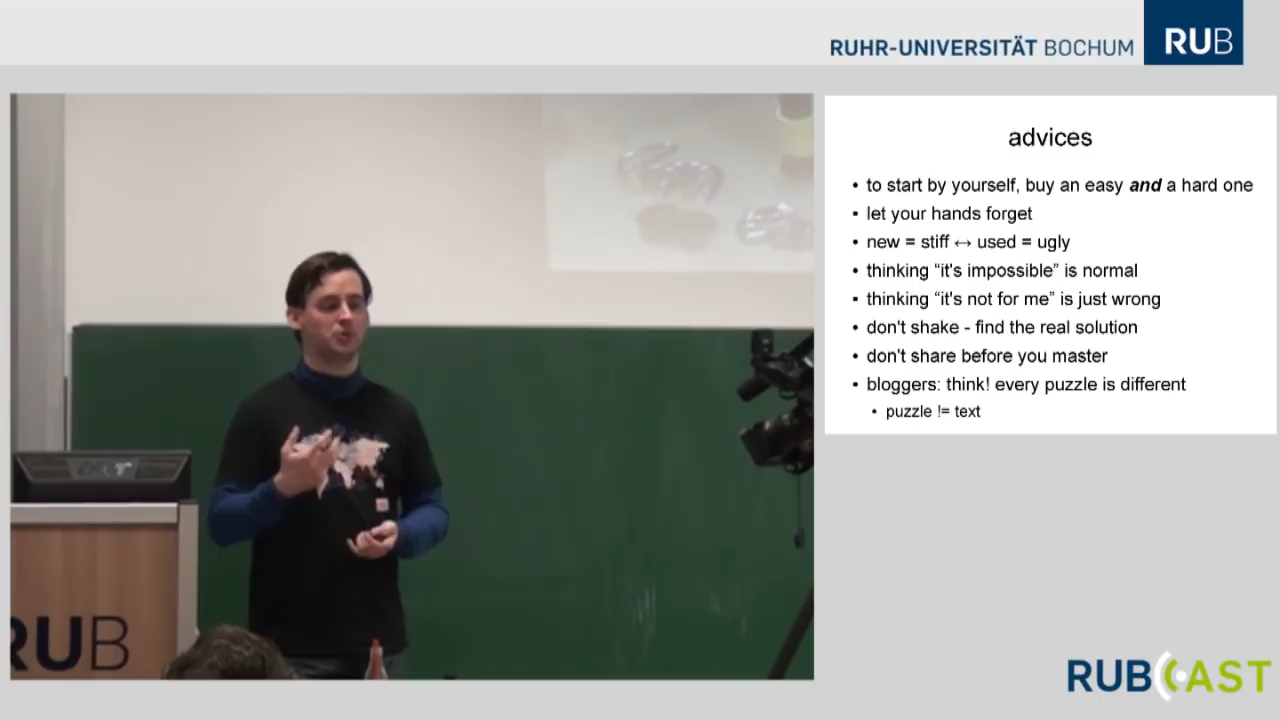 RUHR-UNIVERSITÄT BOCHUM
RUB
advices
• to start by yourself, buy an easy and a hard one
• let your hands forget
• new = stiff ↔ used = ugly
• thinking “it's impossible” is normal
• thinking “it's not for me” is just wrong
• don't shake - find the real solution
• don't share before you master
• bloggers: think! every puzzle is different
• puzzle != text
acer
RUB
RUBCAST